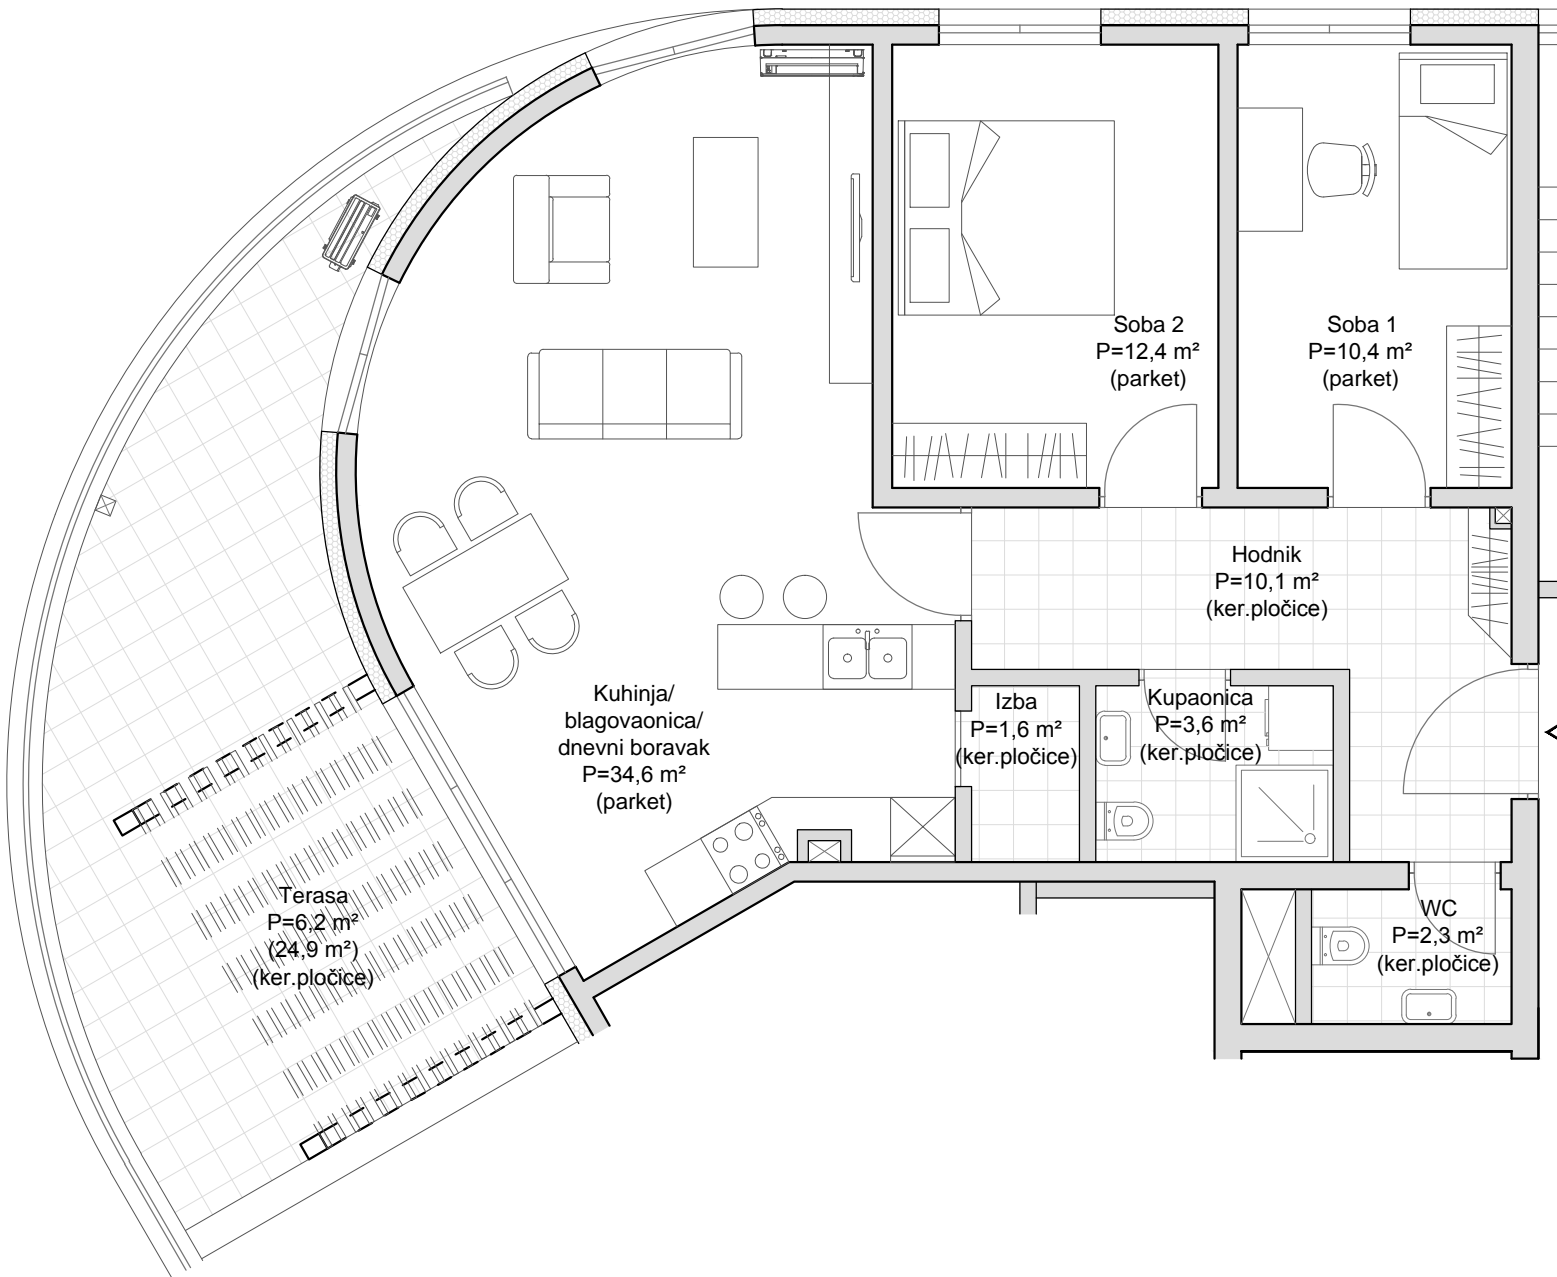 Soba 2
P=12,4 m²
(parket)
Soba 1
P=10,4 m²
(parket)
Hodnik
P=10,1 m²
(ker.pločice)
Kuhinja/
blagovaonica/
dnevni boravak
P=34,6 m²
(parket)
Izba
P=1,6 m²
(ker.pločice)
Kupaonica
P=3,6 m²
(ker.pločice)
Terasa
P=6,2 m²
(24,9 m²)
(ker.pločice)
WC
P=2,3 m²
(ker.pločice)